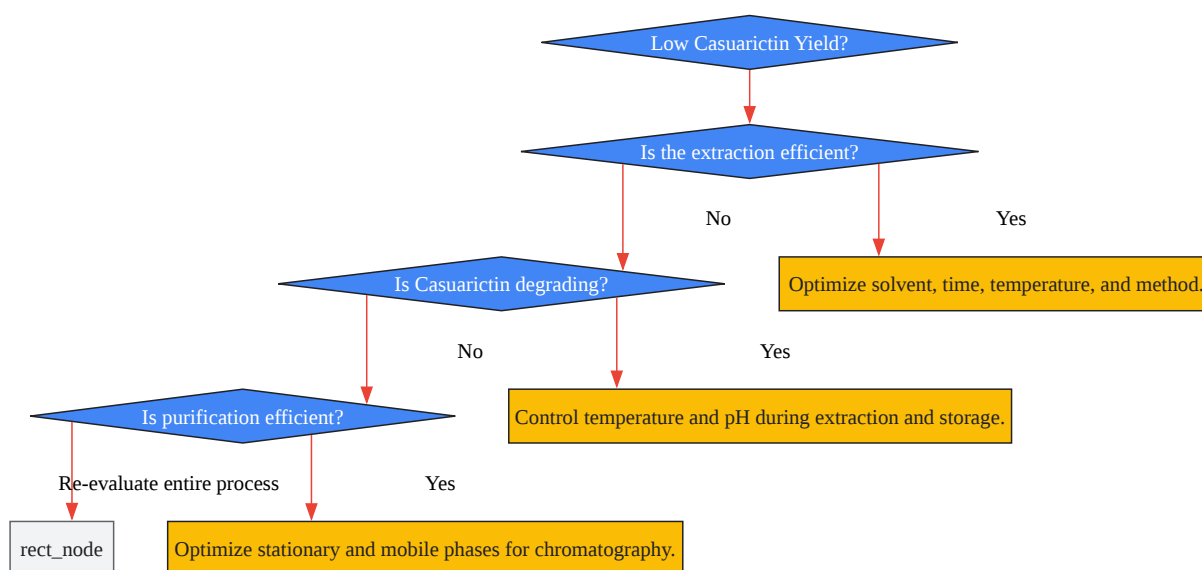 Low Casuarictin Yield?
Is the extraction efficient?
No
Yes
Is Casuarictin degrading?
Optimize solvent, time, temperature, and method.
No
Yes
Is purification efficient?
Control temperature and pH during extraction and storage.
Re-evaluate entire process
Yes
rect_node
Optimize stationary and mobile phases for chromatography.